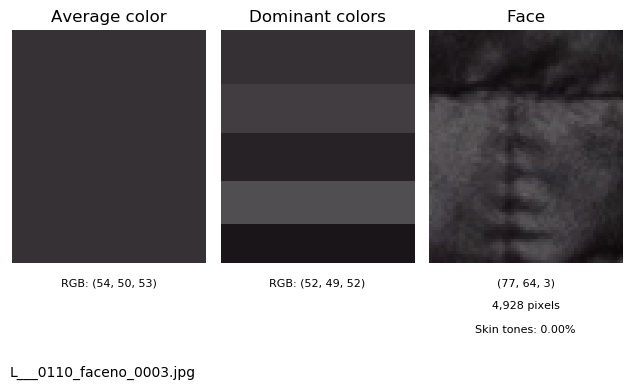 Average color
Dominant colors
Face
RGB: (54, 50, 53)
RGB: (52, 49, 52)
(77, 64, 3)
4,928 pixels
Skin tones: 0.00%
L___0110_faceno_0003.jpg